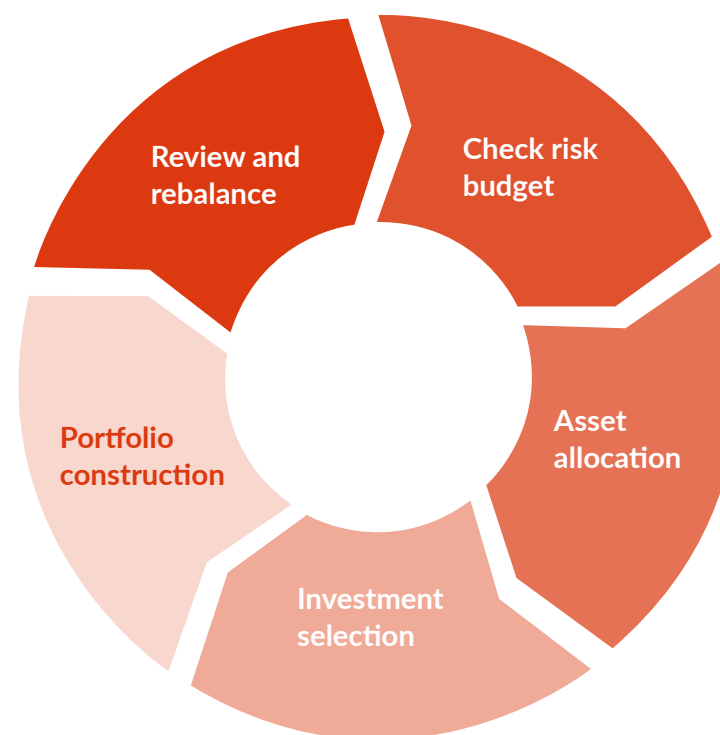 Review and
rebalance
Check risk
budget
Asset
allocation
Investment
selection
Portfolio
construction